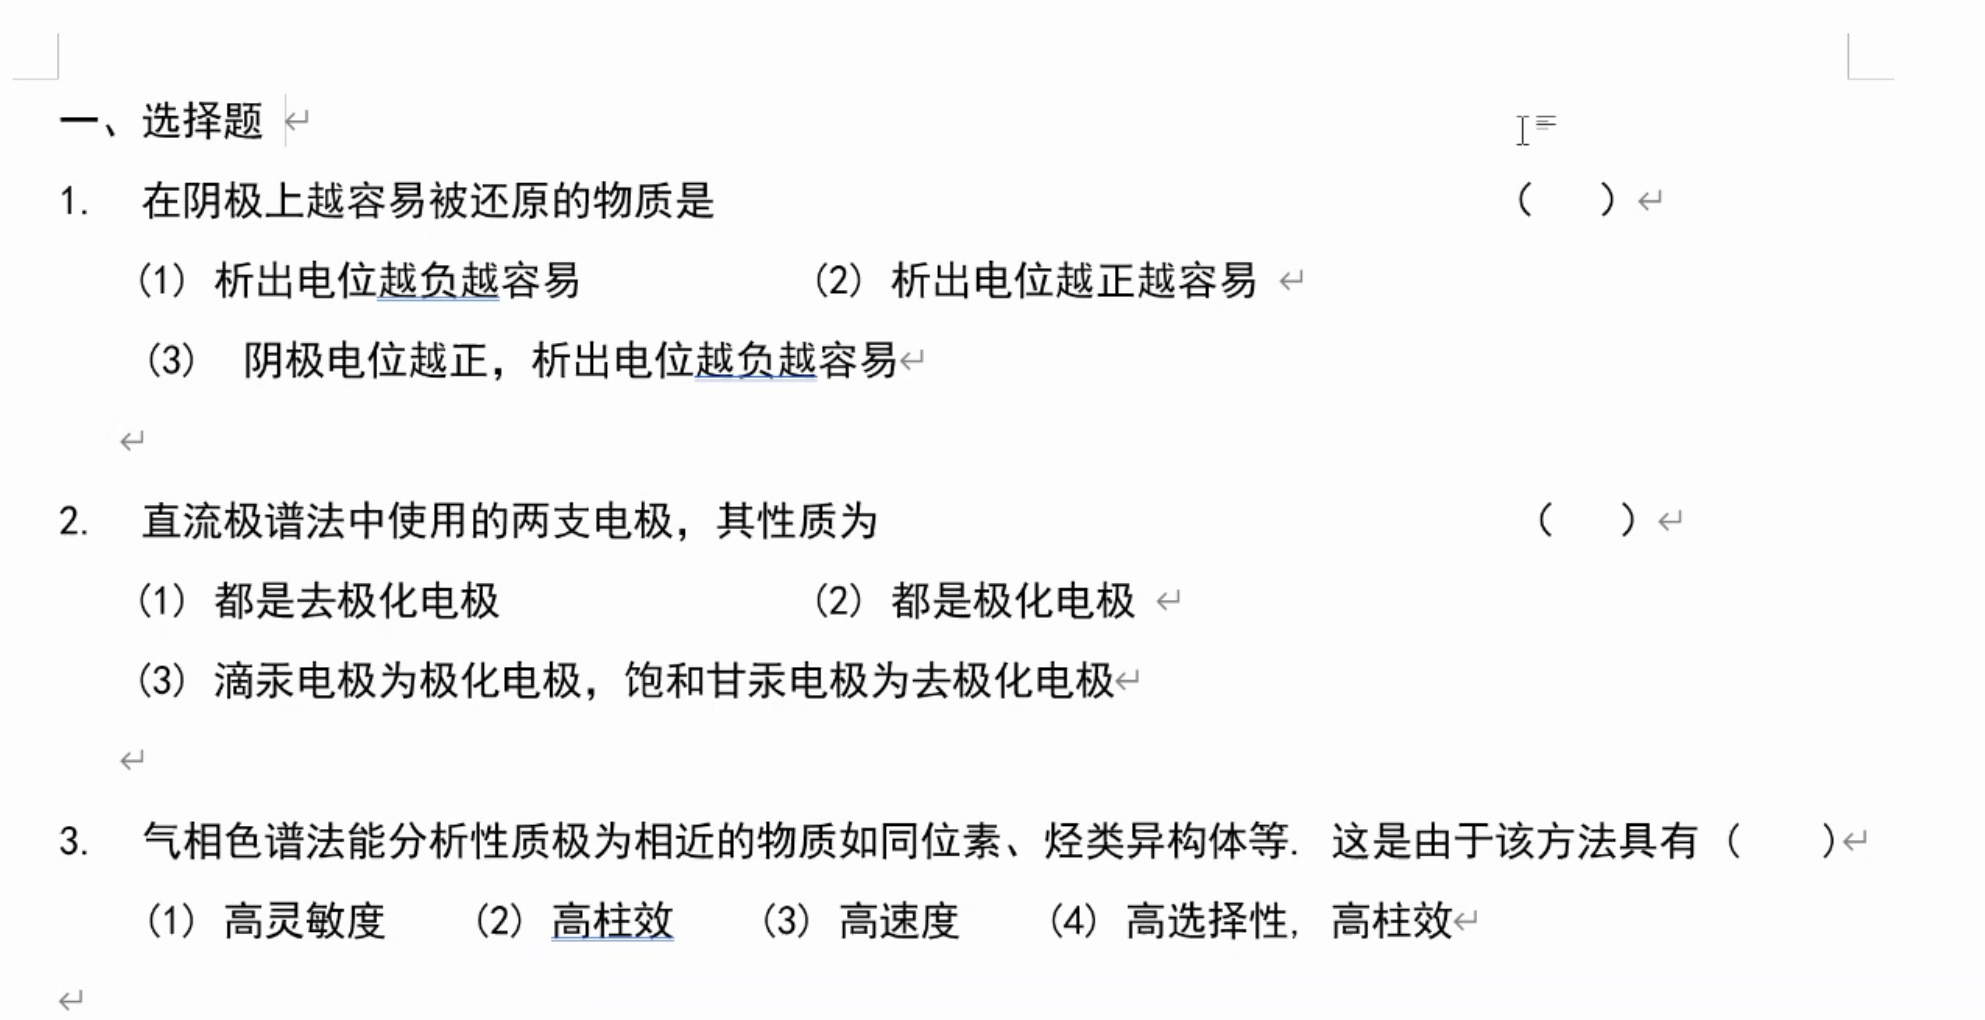 一、选择题
1. 在阴极上越容易被还原的物质是 ( )
(1) 析出电位越负越容易 (2) 析出电位越正越容易
(3) 阴极电位越正，析出电位越负越容易
2. 直流极谱法中使用的两支电极，其性质为 ( )
(1) 都是去极化电极 (2) 都是极化电极
(3) 滴汞电极为极化电极，饱和甘汞电极为去极化电极
3. 气相色谱法能分析性质极为相近的物质如同位素、烃类异构体等. 这是由于该方法具有 ( )
(1) 高灵敏度 (2) 高柱效 (3) 高速度 (4) 高选择性, 高柱效